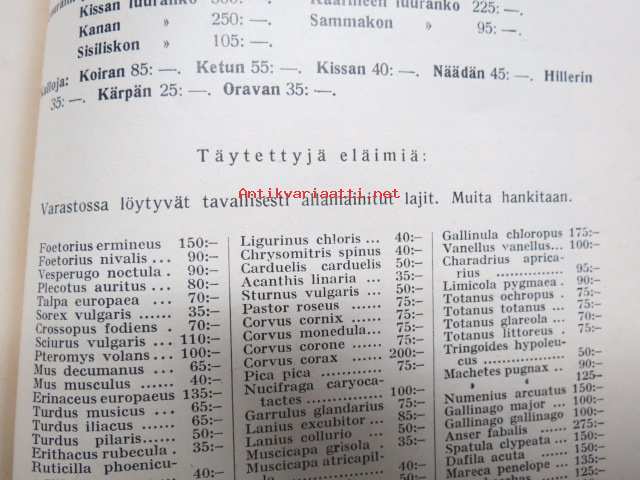 Kissan luuranko
Kanan » 250: —.
Sisiliskon » 105: —.
luuranko 225: —.
Sammakon » 95: —.
Koiran 85: —. Ketun 55: —. Kissan 40: —. Näädän 45: —. Hillerin
35: —. Kärpän 25: —. Oravan 35: —.
Täytettyjä eläimiä:
Antikvariaatti.net
Varastossa löytyvät tavallisesti allamainitut lajit. Muita hankitaan.
Foetorius ermineus 150:–
Foetorius nivalis ... 90:–
Vesperugo noctula . 90:–
Plecotus auritus ... 80:–
Talpa europaea ... 70:–
Sorex vulgaris ...... 35:–
Crossopus fodiens . 70:–
Sciurus vulgaris ... 110:–
Pteromys volans ... 100:–
Mus decumanus ... 65:–
Mus musculus ...... 40:–
Erinaceus europaeus 135:–
Turdus musicus ... 65:–
Turdus iliacus ...... 65:–
Turdus pilaris ...... 50:–
Erithacus rubecula . 35:–
Ruticilla phoenicu-
40:–
Ligurinus chloris ... 40:–
Chrysomitris spinus 40:–
Carduelis carduelis 50:–
Acanthis linaria ... 35:–
Sturnus vulgaris ... 50:–
Pastor roseus ...... 75:–
Corvus cornix ...... 75:–
Corvus monedula... 75:–
Corvus corone ...... 75:–
Corvus corax ...... 200:–
Pica pica ............ 75:–
Nucifraga caryoca-
tactes ............... 100:–
Garrulus glandarius 75:–
Lanius excubitor ... 85:–
Lanius collurio ... 50:–
Muscicapa grisola . 35:–
Muscicapa atricapil-
la 40:–
Gallinula chloropus 175:–
Vanellus vanellus... 100:–
Charadrius aprica-
rius ............... 95:–
Limicola pygmaea . 90:–
Totanus ochropus . 75:–
Totanus totanus ... 75:–
Totanus glareola ... 70:–
Totanus littoreus . 75:–
Tringoides hypoleu-
cus .................. 50:–
Machetes pugnax .. 90:–
» » 125-
Numenius arcuatus 150:–
Gallinago major ... 100:–
Gallinago gallinago 100:–
Anser fabalis ...... 275:–
Spatula clypeata ... 150:–
Dafila acuta ...... 150:–
Mareca penelope ... 135:–
125:–